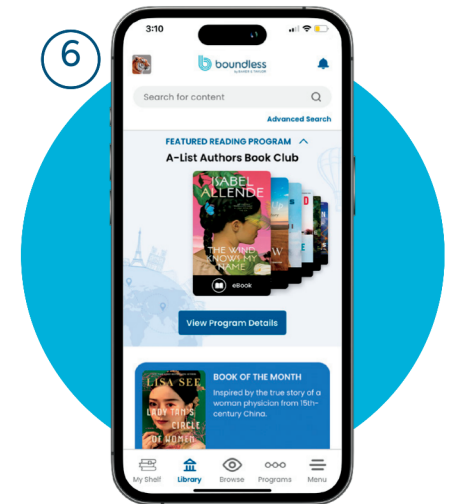 6
3:10
boundless
by BAKER & TAYLOR
Search for content
Advanced Search
FEATURED READING PROGRAM
A-List Authors Book Club
ISABEL
ALLENDE
THE WIND
KNOWS MY
NAME
eBook
View Program Details
LISA SEE
LADY TAN'S
CIRCLE
OF WOMEN
BOOK OF THE MONTH
Inspired by the true story of a
woman physicion from 15th-
century China.
My Shelf Library Browse Programs Menu